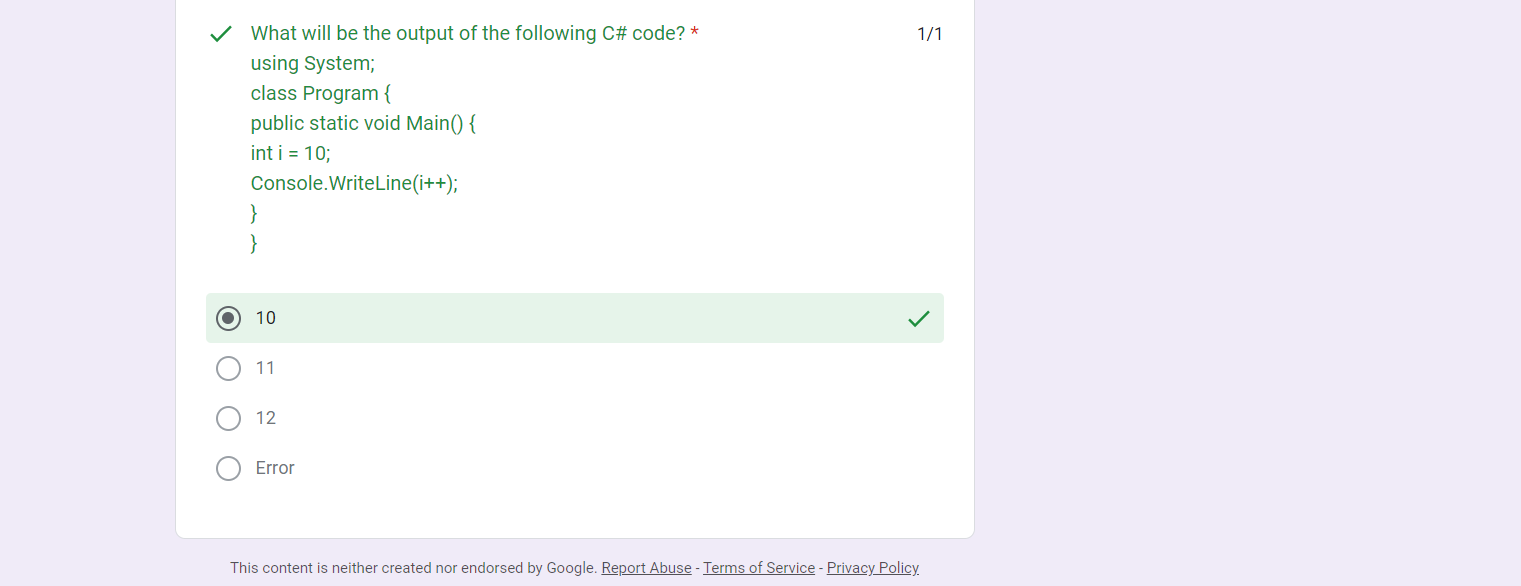 What will be the output of the following C# code? * 1/1
using System;
class Program {
public static void Main() {
int i = 10;
Console.WriteLine(i++);
}
}
10
11
12
Error
This content is neither created nor endorsed by Google. Report Abuse - Terms of Service - Privacy Policy